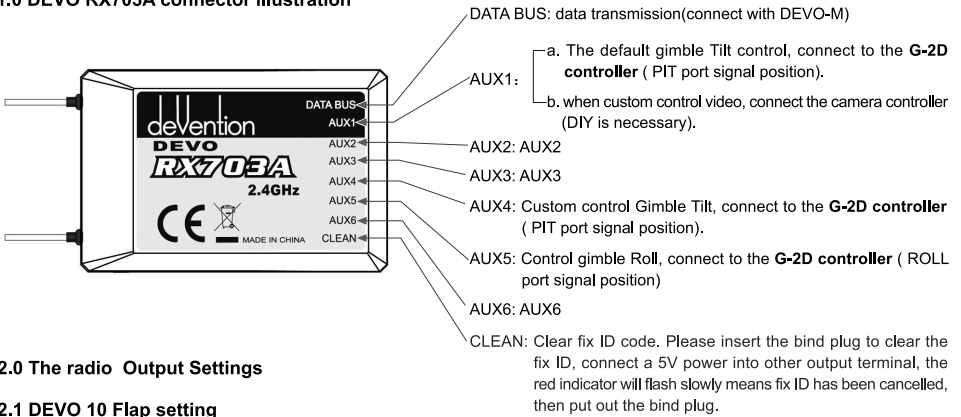 1.0 DEVO RX703A connector illustration
DATA BUS: data transmission(connect with DEVO-M)
AUX1:
a. The default gimble Tilt control, connect to the G-2D
controller ( PIT port signal position).
b. when custom control video, connect the camera controller
(DIY is necessary).
AUX2: AUX2
AUX3: AUX3
AUX4: Custom control Gimble Tilt, connect to the G-2D controller
( PIT port signal position).
AUX5: Control gimble Roll, connect to the G-2D controller ( ROLL
port signal position)
AUX6: AUX6
CLEAN: Clear fix ID code. Please insert the bind plug to clear the
fix ID, connect a 5V power into other output terminal, the
red indicator will flash slowly means fix ID has been cancelled,
then put out the bind plug.
devention
DEVO
RX703A
2.4GHz
CE
MADE IN CHINA
DATA BUS
AUX1
AUX2
AUX3
AUX4
AUX5
AUX6
CLEAN
2.0 The radio Output Settings
2.1 DEVO 10 Flap setting